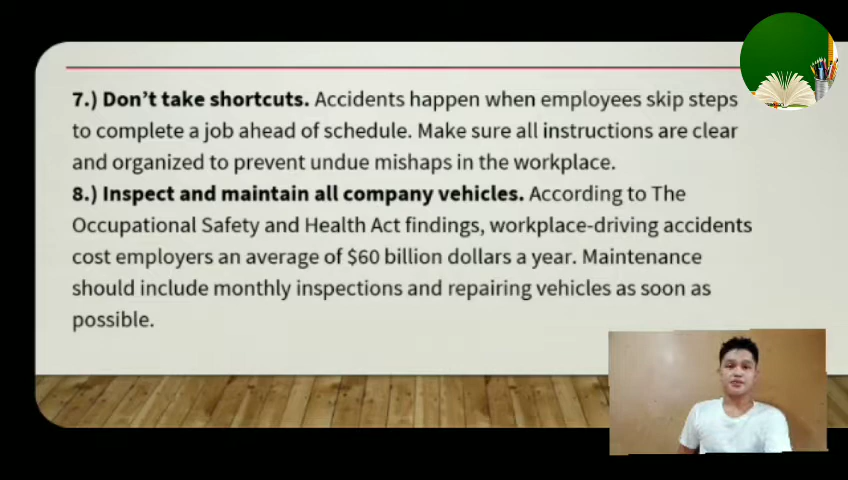 7.) Don’t take shortcuts. Accidents happen when employees skip steps
to complete a job ahead of schedule. Make sure all instructions are clear
and organized to prevent undue mishaps in the workplace.
8.) Inspect and maintain all company vehicles. According to The
Occupational Safety and Health Act findings, workplace-driving accidents
cost employers an average of $60 billion dollars a year. Maintenance
should include monthly inspections and repairing vehicles as soon as
possible.